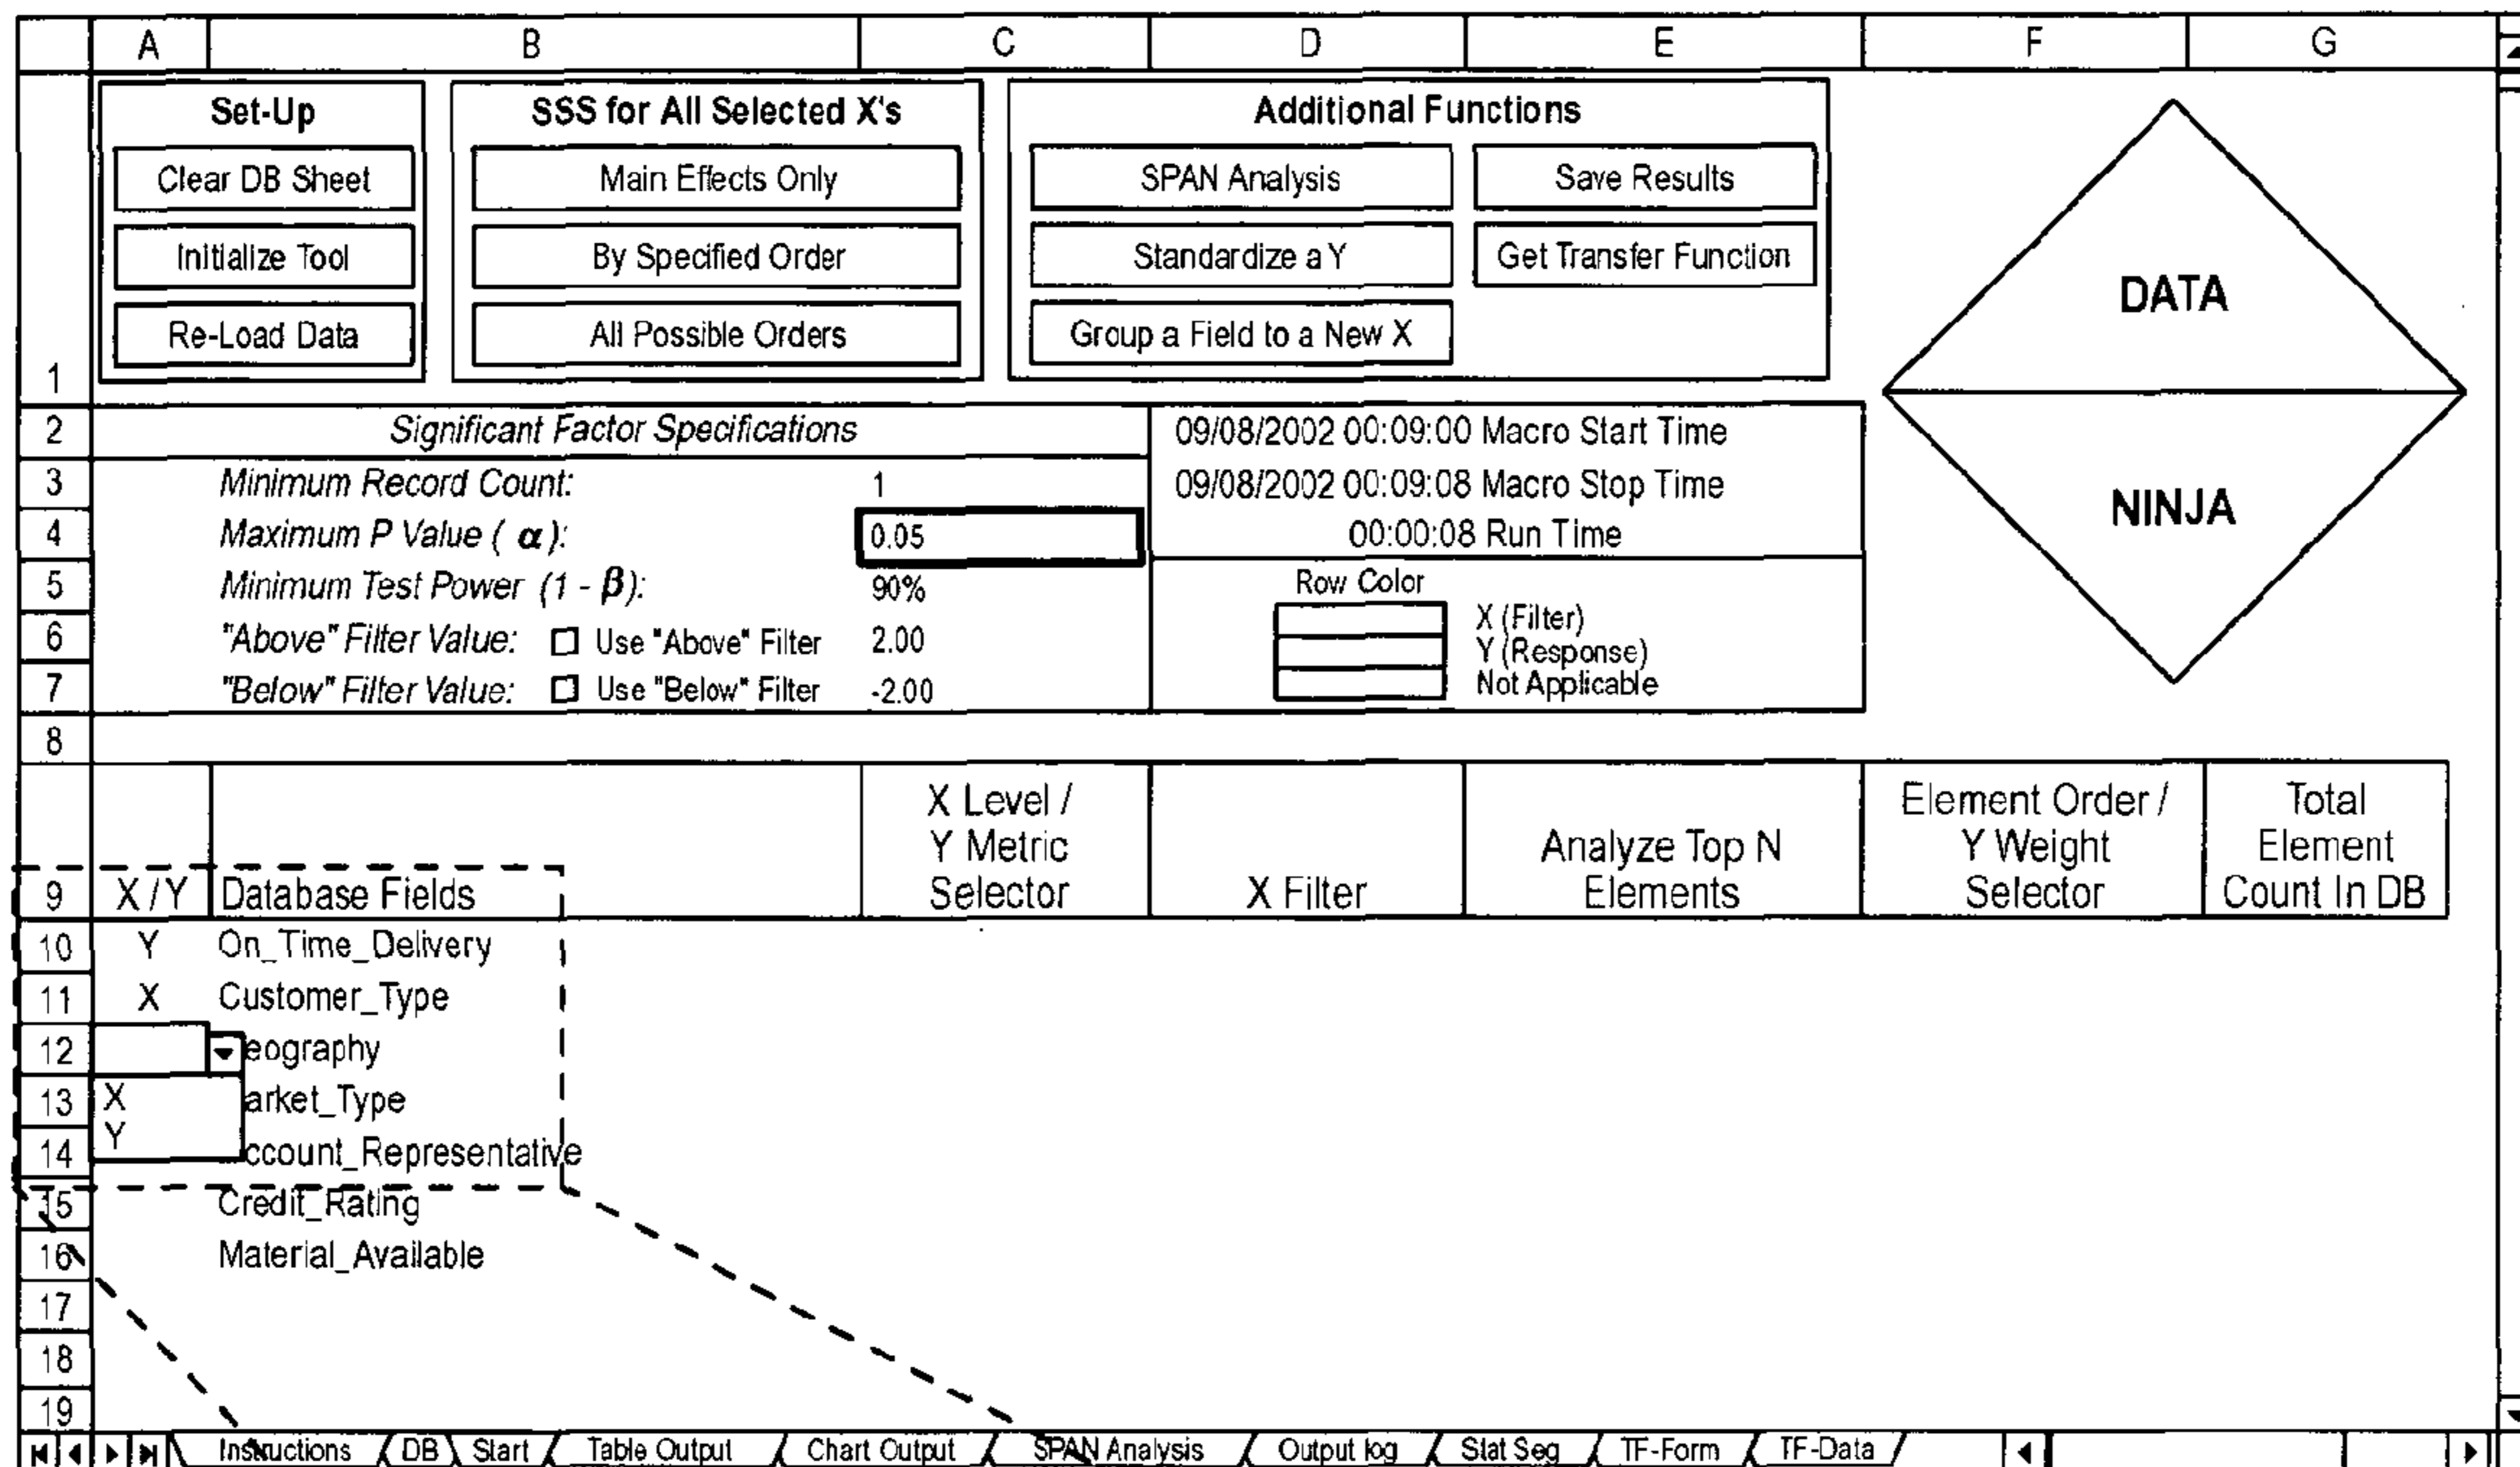 A B C D E F G
Set-Up SSS for All Selected X's Additional Functions
Clear DB Sheet Main Effects Only SPAN Analysis Save Results
Initialize Tool By Specified Order Standardize a Y Get Transfer Function
Re-Load Data All Possible Orders Group a Field to a New X
DATA
NINJA
1
2 Significant Factor Specifications 09/08/2002 00:09:00 Macro Start Time
3 Minimum Record Count: 1 09/08/2002 00:09:08 Macro Stop Time
4 Maximum P Value ( α ): 0.05 00:00:08 Run Time
5 Minimum Test Power (1 - β): 90% Row Color
6 "Above" Filter Value: Use "Above" Filter 2.00 X (Filter)
Y (Response)
7 "Below" Filter Value: Use "Below" Filter -2.00 Not Applicable
8
X Level / Element Order / Total
Y Metric Analyze Top N Y Weight Element
9 X / Y Database Fields Selector X Filter Elements Selector Count In DB
10 Y On_Time_Delivery
11 X Customer_Type
12 eography
13 X arket_Type
14 Y ccount_Representative
15 Credit_Rating
16 Material_Available
17
18
19
Instructions DB Start Table Output Chart Output SPAN Analysis Output log Stat Seg TF-Form TF-Data